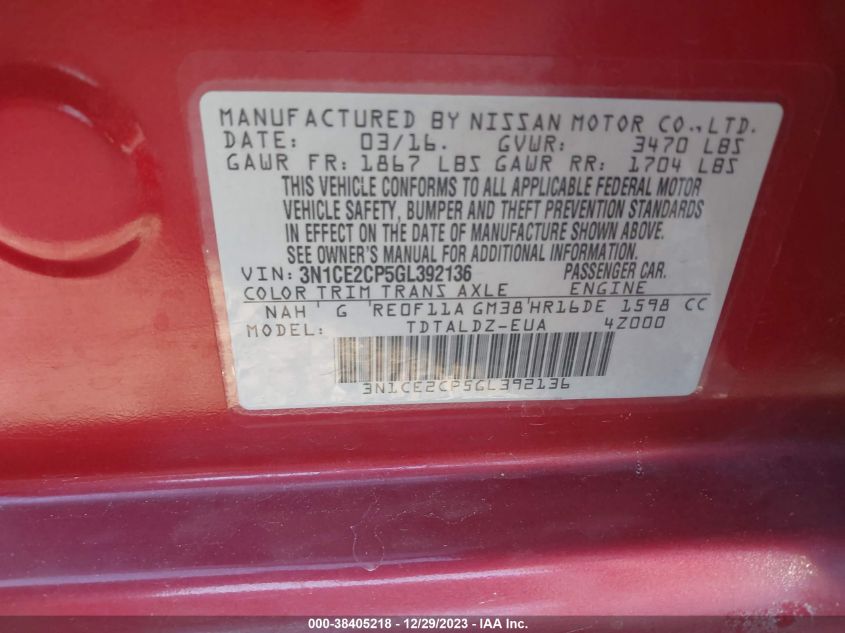 MANUFACTURED BY NISSAN MOTOR CO.,LTD.
DATE: 03/16. GVWR: 3470 LBS
GAWR FR: 1867 LBS GAWR RR: 1704 LBS
THIS VEHICLE CONFORMS TO ALL APPLICABLE FEDERAL MOTOR
VEHICLE SAFETY, BUMPER AND THEFT PREVENTION STANDARDS
IN EFFECT ON THE DATE OF MANUFACTURE SHOWN ABOVE.
SEE OWNER'S MANUAL FOR ADDITIONAL INFORMATION.
VIN: 3N1CE2CP5GL392136 PASSENGER CAR.
COLOR TRIM TRANS AXLE ENGINE
NAH ' G RE0F11A GM38'HR16DE 1598 CC
MODEL: TDTALDZ-EUA 4Z000
3N1CE2CP5GL392136
000-38405218 - 12/29/2023 - IAA Inc.